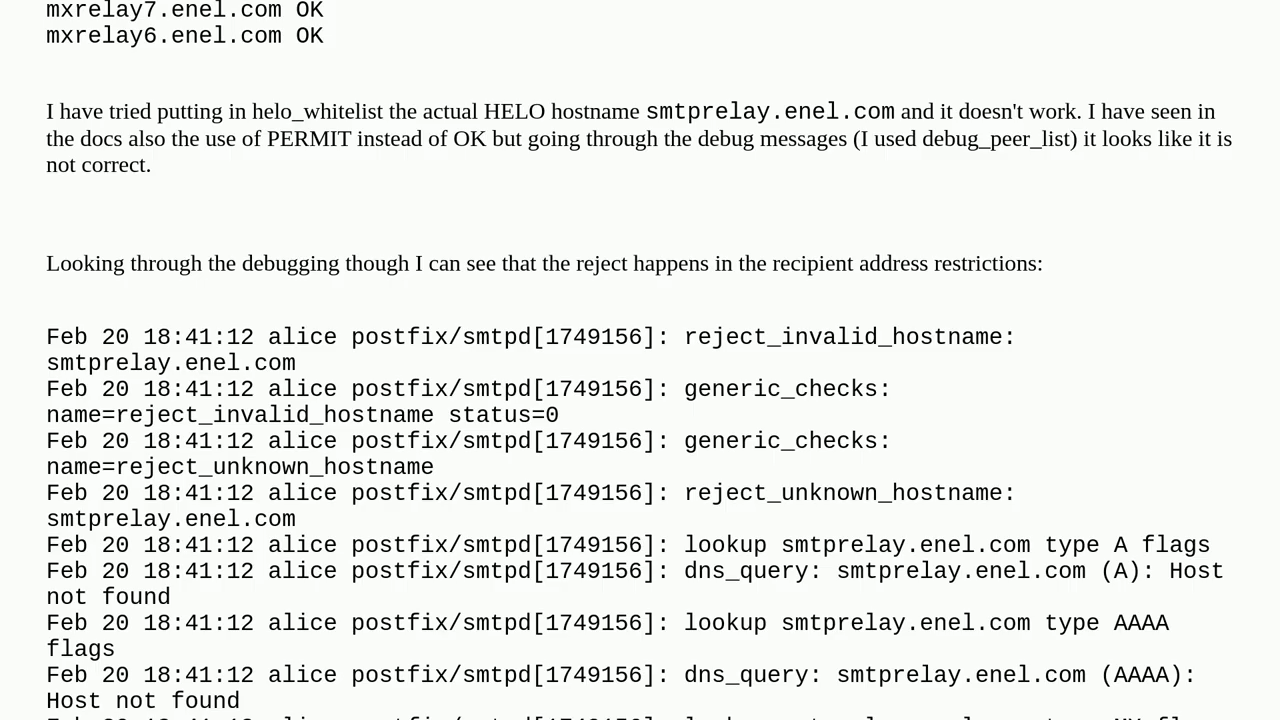 mxrelay7.enel.com OK
mxrelay6.enel.com OK
I have tried putting in helo_whitelist the actual HELO hostname smtprelay.enel.com and it doesn't work. I have seen in
the docs also the use of PERMIT instead of OK but going through the debug messages (I used debug_peer_list) it looks like it is
not correct.
Looking through the debugging though I can see that the reject happens in the recipient address restrictions:
Feb 20 18:41:12 alice postfix/smtpd[1749156]: reject_invalid_hostname:
smtprelay.enel.com
Feb 20 18:41:12 alice postfix/smtpd[1749156]: generic_checks:
name=reject_invalid_hostname status=0
Feb 20 18:41:12 alice postfix/smtpd[1749156]: generic_checks:
name=reject_unknown_hostname
Feb 20 18:41:12 alice postfix/smtpd[1749156]: reject_unknown_hostname:
smtprelay.enel.com
Feb 20 18:41:12 alice postfix/smtpd[1749156]: lookup smtprelay.enel.com type A flags
Feb 20 18:41:12 alice postfix/smtpd[1749156]: dns_query: smtprelay.enel.com (A): Host
not found
Feb 20 18:41:12 alice postfix/smtpd[1749156]: lookup smtprelay.enel.com type AAAA
flags
Feb 20 18:41:12 alice postfix/smtpd[1749156]: dns_query: smtprelay.enel.com (AAAA):
Host not found